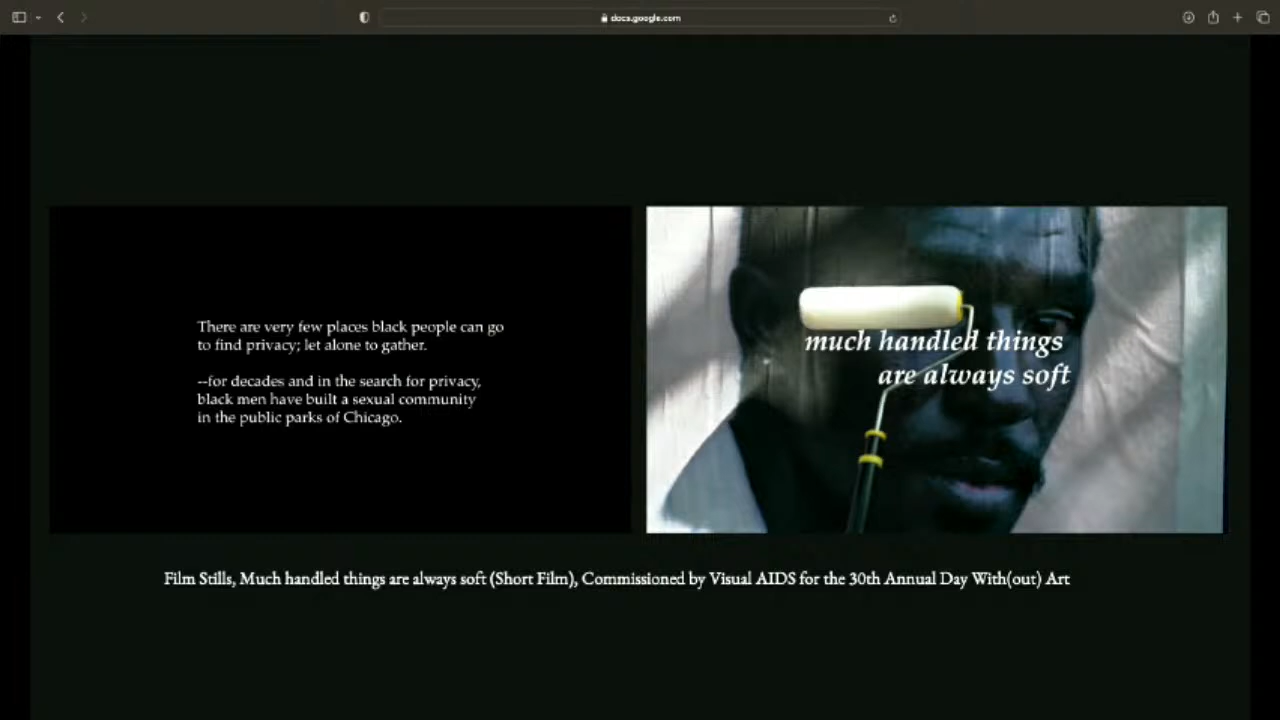 docs.google.com
There are very few places black people can go
to find privacy; let alone to gather.
--for decades and in the search for privacy,
black men have built a sexual community
in the public parks of Chicago.
much handled things
are always soft
Film Stills, Much handled things are always soft (Short Film), Commissioned by Visual AIDS for the 30th Annual Day With(out) Art